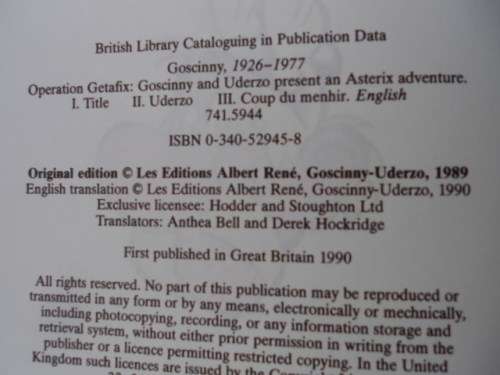 British Library Cataloguing in Publication Data
Goscinny, 1926–1977
Operation Getafix: Goscinny and Uderzo present an Asterix adventure.
I. Title II. Uderzo III. Coup du menhir. English
741.5944
ISBN 0-340-52945-8
Original edition © Les Editions Albert René, Goscinny-Uderzo, 1989
English translation © Les Editions Albert René, Goscinny-Uderzo, 1990
Exclusive licensee: Hodder and Stoughton Ltd
Translators: Anthea Bell and Derek Hockridge
First published in Great Britain 1990
All rights reserved. No part of this publication may be reproduced or
transmitted in any form or by any means, electronically or mechnically,
including photocopying, recording, or any information storage and
retrieval system, without either prior permission in writing from the
publisher or a licence permitting restricted copying. In the United
Kingdom such licences are issued by the Copyright